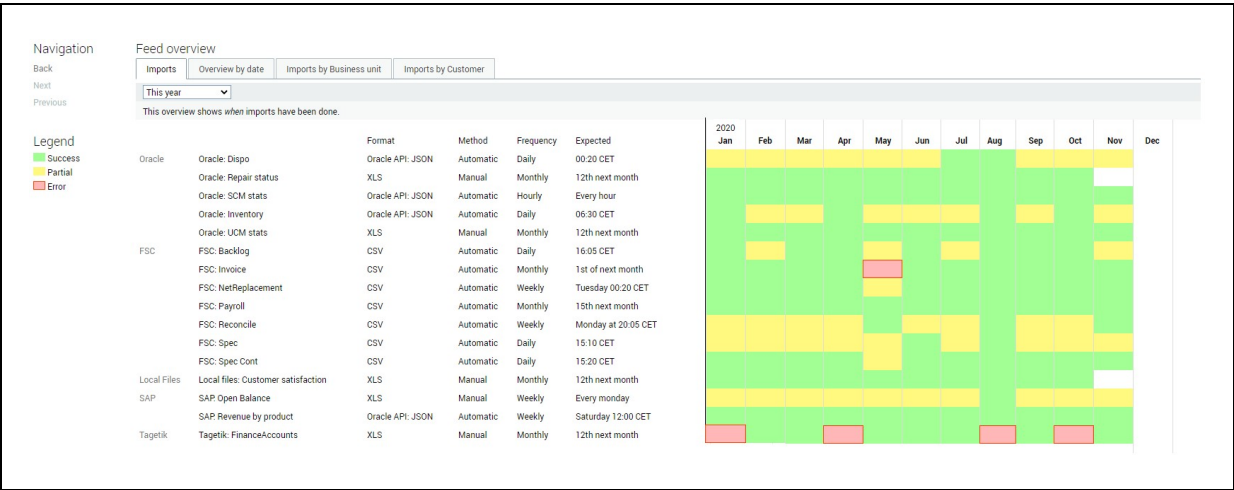 Navigation
Back
Next
Previous
Legend
Success
Partial
Error
Feed overview
Imports Overview by date Imports by Business unit Imports by Customer
This year
This overview shows when imports have been done.
2020
Format Method Frequency Expected Jan Feb Mar Apr May Jun Jul Aug Sep Oct Nov Dec
Oracle Oracle: Dispo Oracle API: JSON Automatic Daily 00:20 CET
Oracle: Repair status XLS Manual Monthly 12th next month
Oracle: SCM stats Oracle API: JSON Automatic Hourly Every hour
Oracle: Inventory Oracle API: JSON Automatic Daily 06:30 CET
Oracle: UCM stats XLS Manual Monthly 12th next month
FSC FSC: Backlog CSV Automatic Daily 16:05 CET
FSC: Invoice CSV Automatic Monthly 1st of next month
FSC: NetReplacement CSV Automatic Weekly Tuesday 00:20 CET
FSC: Payroll CSV Automatic Monthly 15th next month
FSC: Reconcile CSV Automatic Weekly Monday at 20:05 CET
FSC: Spec CSV Automatic Daily 15:10 CET
FSC: Spec Cont CSV Automatic Daily 15:20 CET
Local Files Local files: Customer satisfaction XLS Manual Monthly 12th next month
SAP SAP. Open Balance XLS Manual Weekly Every monday
SAP. Revenue by product Oracle API: JSON Automatic Weekly Saturday 12:00 CET
Tagetik Tagetik: FinanceAccounts XLS Manual Monthly 12th next month